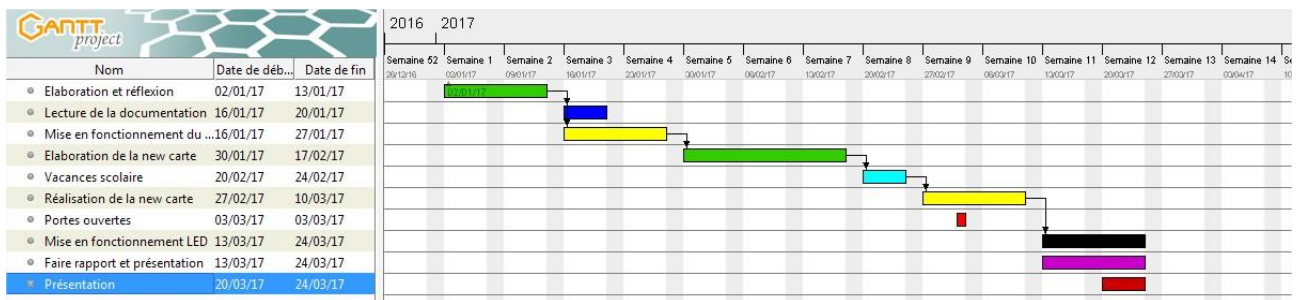 GANTT project
2016 2017
Semaine 52 Semaine 1 Semaine 2 Semaine 3 Semaine 4 Semaine 5 Semaine 6 Semaine 7 Semaine 8 Semaine 9 Semaine 10 Semaine 11 Semaine 12 Semaine 13 Semaine 14
Nom Date de déb... Date de fin 26/12/16 02/01/17 09/01/17 16/01/17 23/01/17 30/01/17 06/02/17 13/02/17 20/02/17 27/02/17 06/03/17 13/03/17 20/03/17 27/03/17 03/04/17
Elaboration et réflexion 02/01/17 13/01/17 02/01/17
Lecture de la documentation 16/01/17 20/01/17
Mise en fonctionnement du ...16/01/17 27/01/17
Elaboration de la new carte 30/01/17 17/02/17
Vacances scolaire 20/02/17 24/02/17
Réalisation de la new carte 27/02/17 10/03/17
Portes ouvertes 03/03/17 03/03/17
Mise en fonctionnement LED 13/03/17 24/03/17
Faire rapport et présentation 13/03/17 24/03/17
Présentation 20/03/17 24/03/17